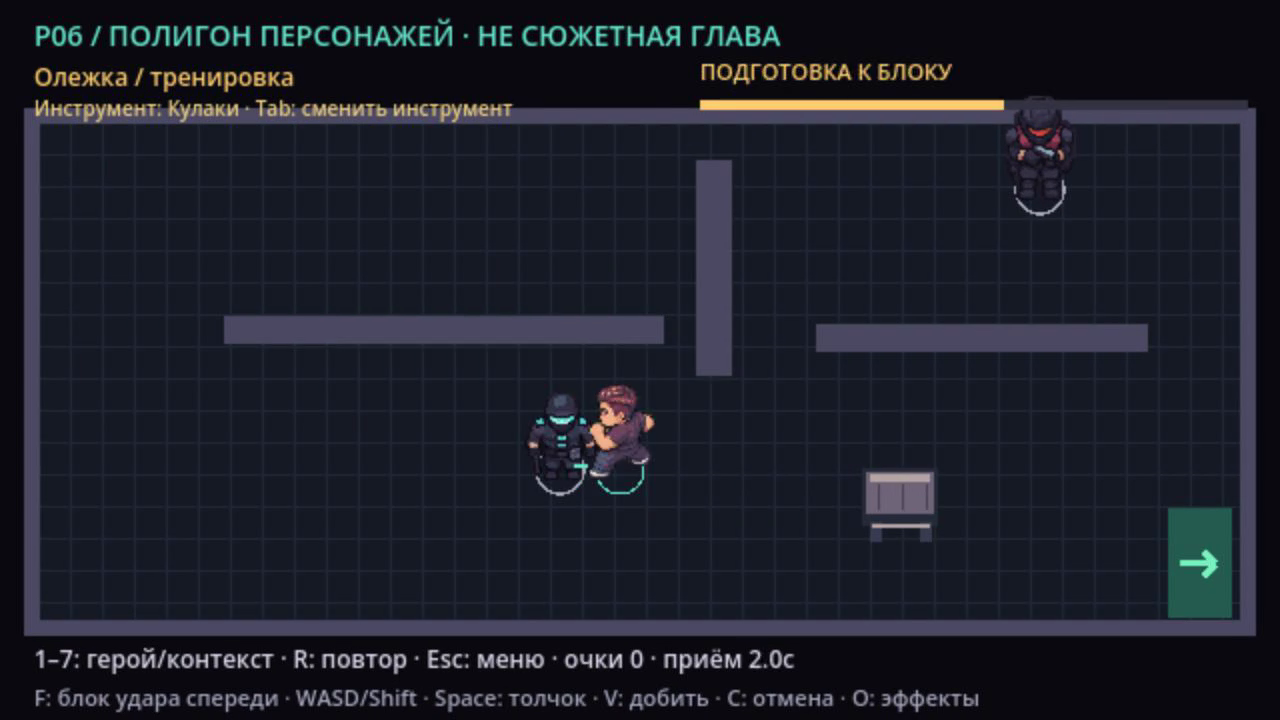 P06 / ПОЛИГОН ПЕРСОНАЖЕЙ · НЕ СЮЖЕТНАЯ ГЛАВА
Олежка / тренировка
ПОДГОТОВКА К БЛОКУ
Инструмент: Кулаки · Tab: сменить инструмент
1–7: герой/контекст · R: повтор · Esc: меню · очки 0 · приём 2.0с
F: блок удара спереди · WASD/Shift · Space: толчок · V: добить · C: отмена · O: эффекты